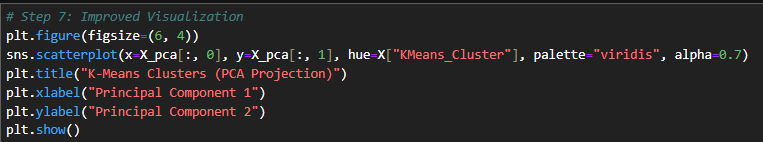 # Step 7: Improved Visualization
plt.figure(figsize=(6, 4))
sns.scatterplot(x=X_pca[:, 0], y=X_pca[:, 1], hue=X["KMeans_Cluster"], palette="viridis", alpha=0.7)
plt.title("K-Means Clusters (PCA Projection)")
plt.xlabel("Principal Component 1")
plt.ylabel("Principal Component 2")
plt.show()